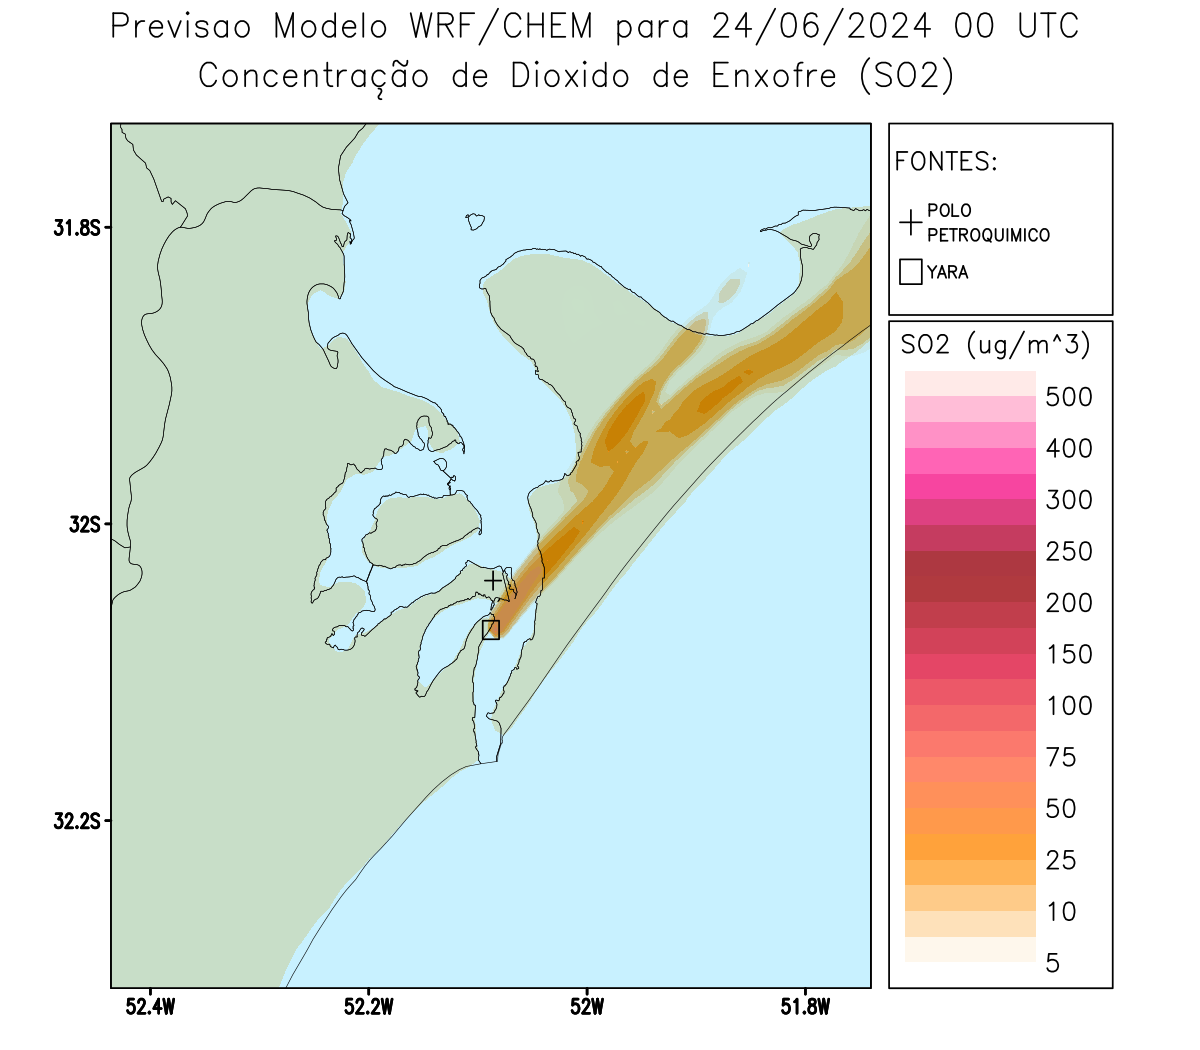 Previsao Modelo WRF/CHEM para 24/06/2024 00 UTC
Concentração de Dioxido de Enxofre (SO2)
FONTES:
POLO
PETROQUIMICO
YARA
31.8S
32S
32.2S
52.4W
52.2W
52W
51.8W
SO2 (ug/m^3)
500
400
300
250
200
150
100
75
50
25
10
5